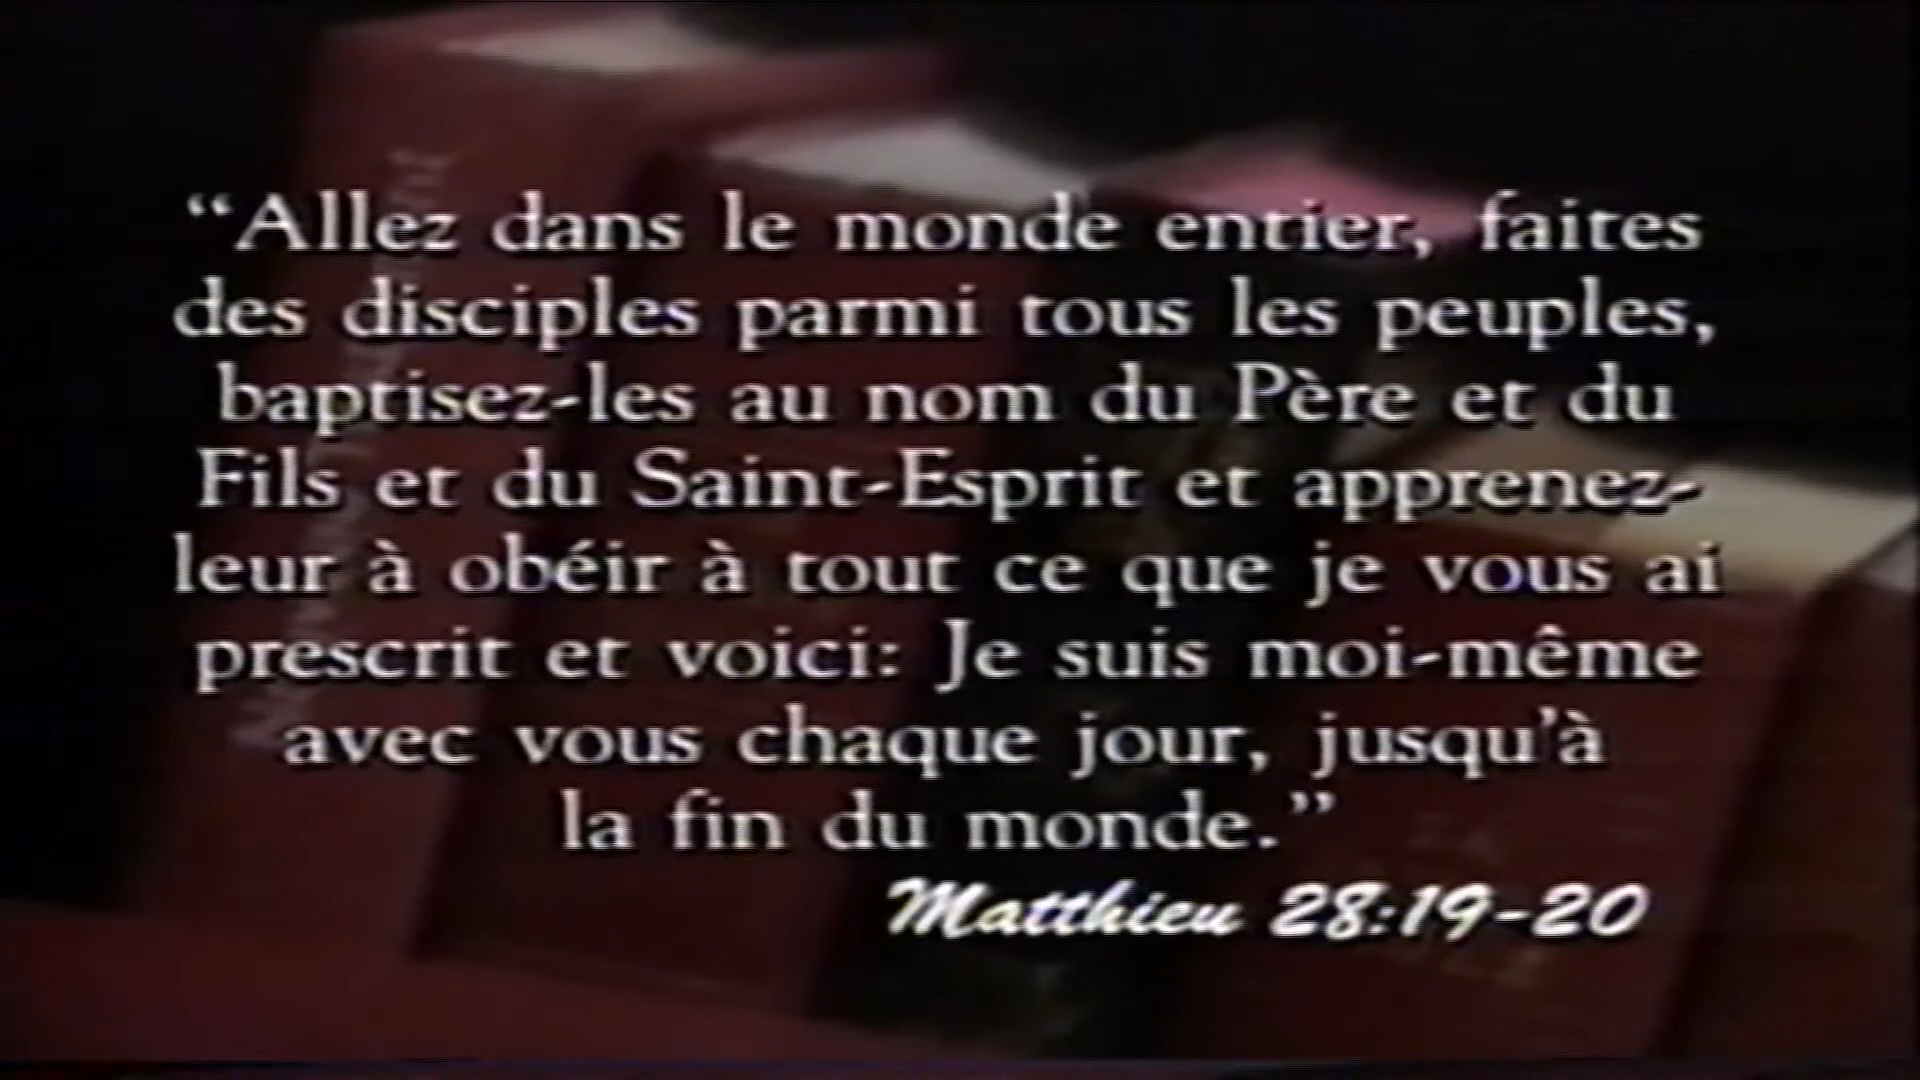 “Allez dans le monde entier, faites
des disciples parmi tous les peuples,
baptisez-les au nom du Père et du
Fils et du Saint-Esprit et apprenez-
leur à obéir à tout ce que je vous ai
prescrit et voici: Je suis moi-même
avec vous chaque jour, jusqu'à
la fin du monde.”
Matthieu 28:19-20